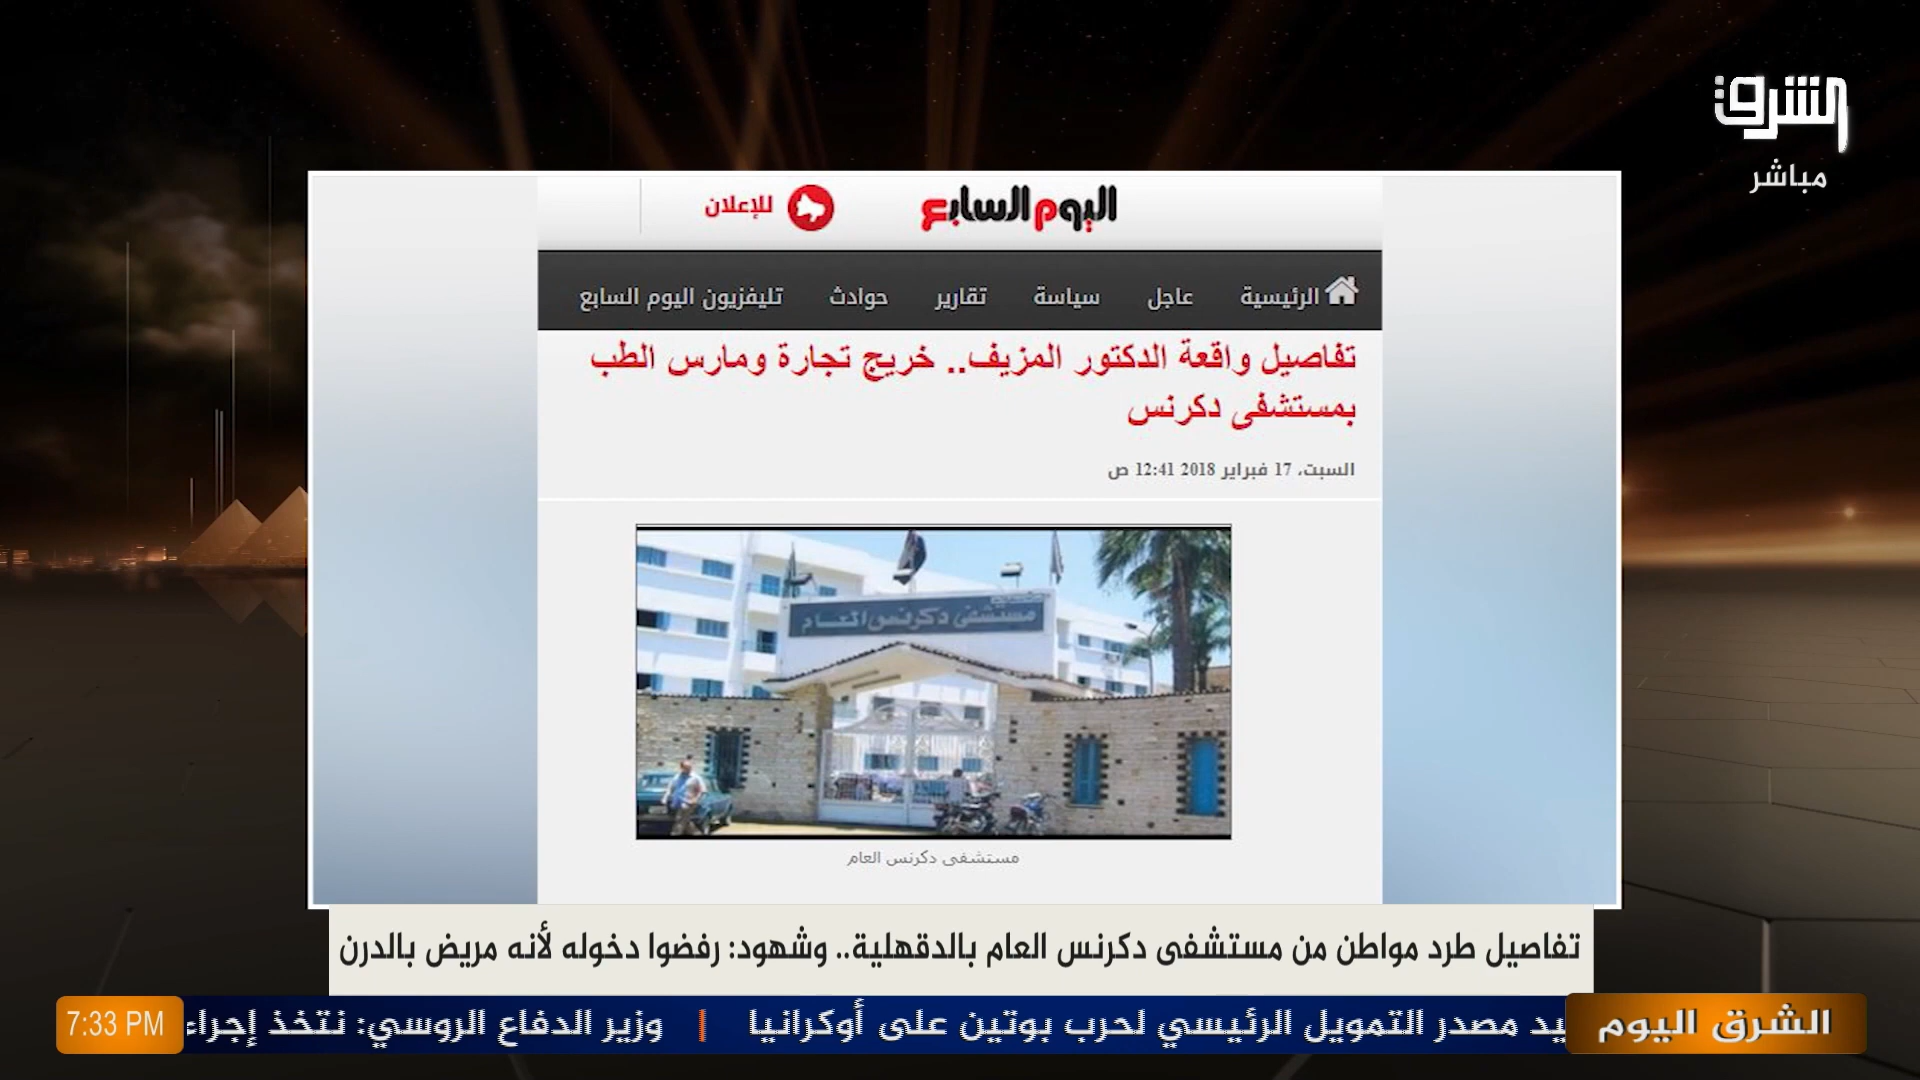 الشرق
مباشر
اليوم السابع
للإعلان
الرئيسية
عاجل
سياسة
تقارير
حوادث
تليفزيون اليوم السابع
تفاصيل واقعة الدكتور المزيف.. خريج تجارة ومارس الطب
بمستشفى دكرنس
السبت، 17 فبراير 2018 12:41 ص
مستشفى دكرنس العام
مستشفى دكرنس العام
تفاصيل طرد مواطن من مستشفى دكرنس العام بالدقهلية.. وشهود: رفضوا دخوله لأنه مريض بالدرن
الشرق اليوم
يد مصدر التمويل الرئيسي لحرب بوتين على أوكرانيا | وزير الدفاع الروسي: نتخذ إجراء
7:33 PM